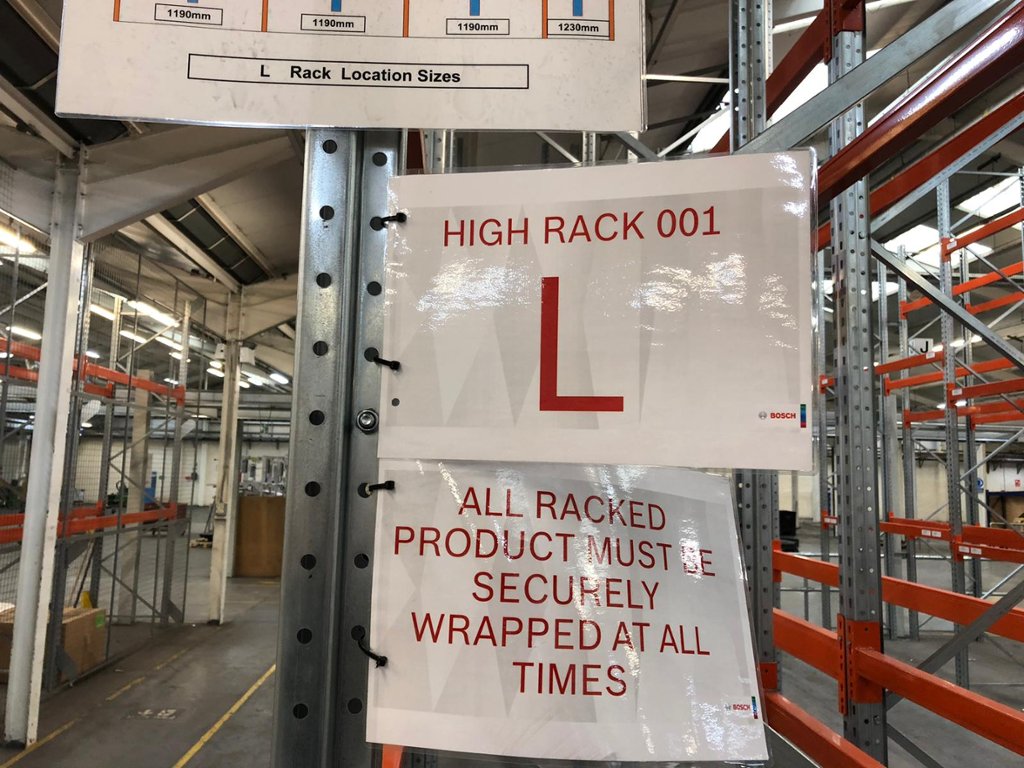 1190mm
1190mm
1190mm
1230mm
L Rack Location Sizes
HIGH RACK 001
L
BOSCH
ALL RACKED
PRODUCT MUST BE
SECURELY
WRAPPED AT ALL
TIMES
BOSCH
J